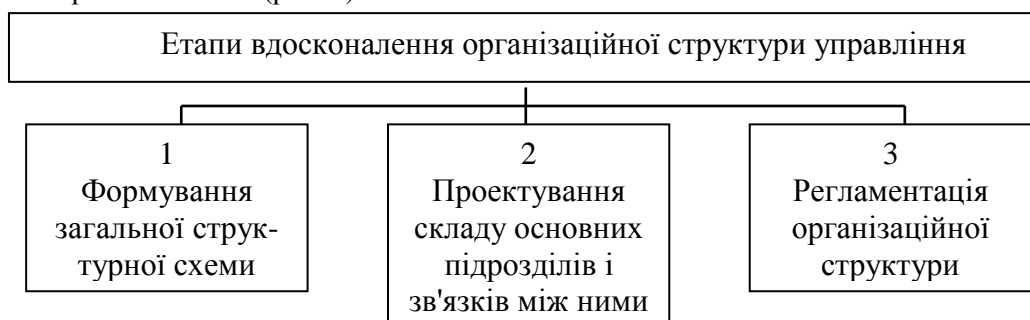 Етапи вдосконалення організаційної структури управління
1
Формування
загальної струк-
турної схеми
2
Проектування
складу основних
підрозділів і
зв'язків між ними
3
Регламентація
організаційної
структури